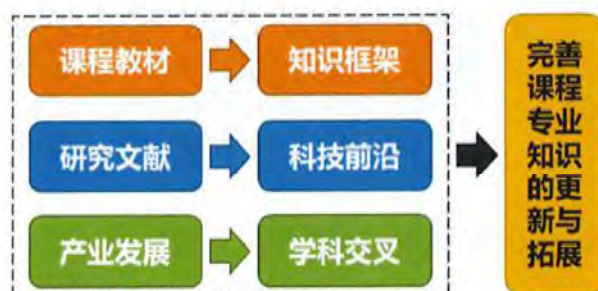 课程教材
知识框架
研究文献
科技前沿
产业发展
学科交叉
完善
课程
专业
知识
的更
新与
拓展